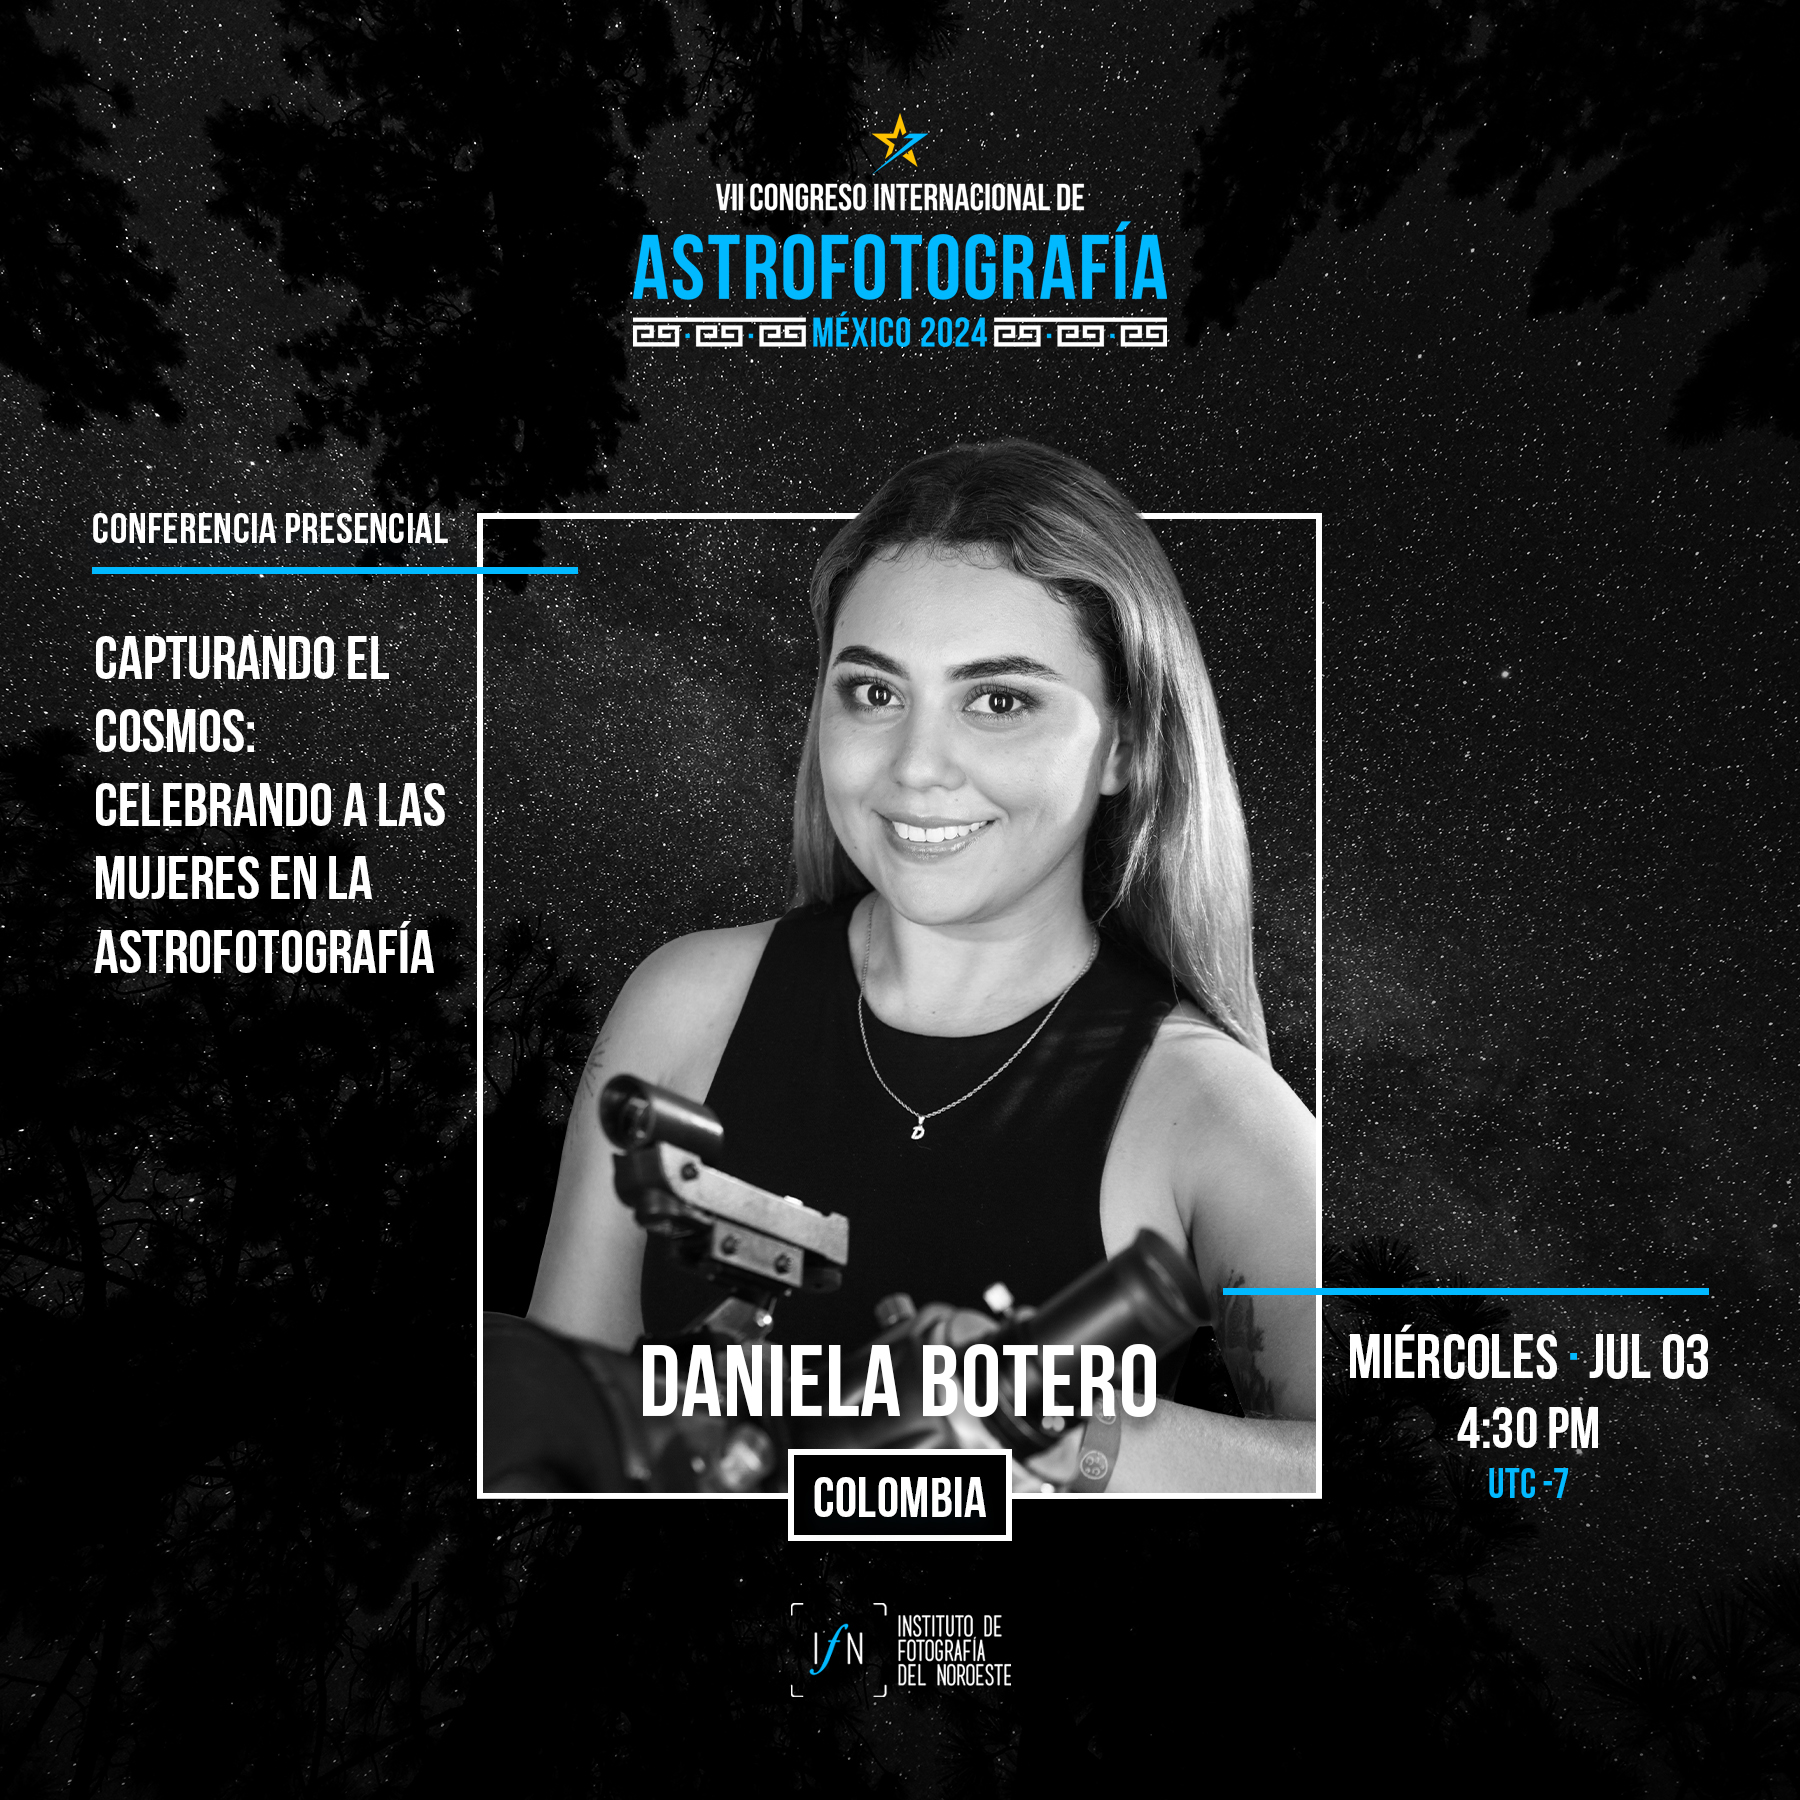 VII CONGRESO INTERNACIONAL DE
ASTROFOTOGRAFÍA
MÉXICO 2024
CONFERENCIA PRESENCIAL
CAPTURANDO EL
COSMOS:
CELEBRANDO A LAS
MUJERES EN LA
ASTROFOTOGRAFÍA
D
DANIELA BOTERO
COLOMBIA
MIÉRCOLES · JUL 03
4:30 PM
UTC -7
IfN
INSTITUTO DE
FOTOGRAFÍA
DEL NOROESTE